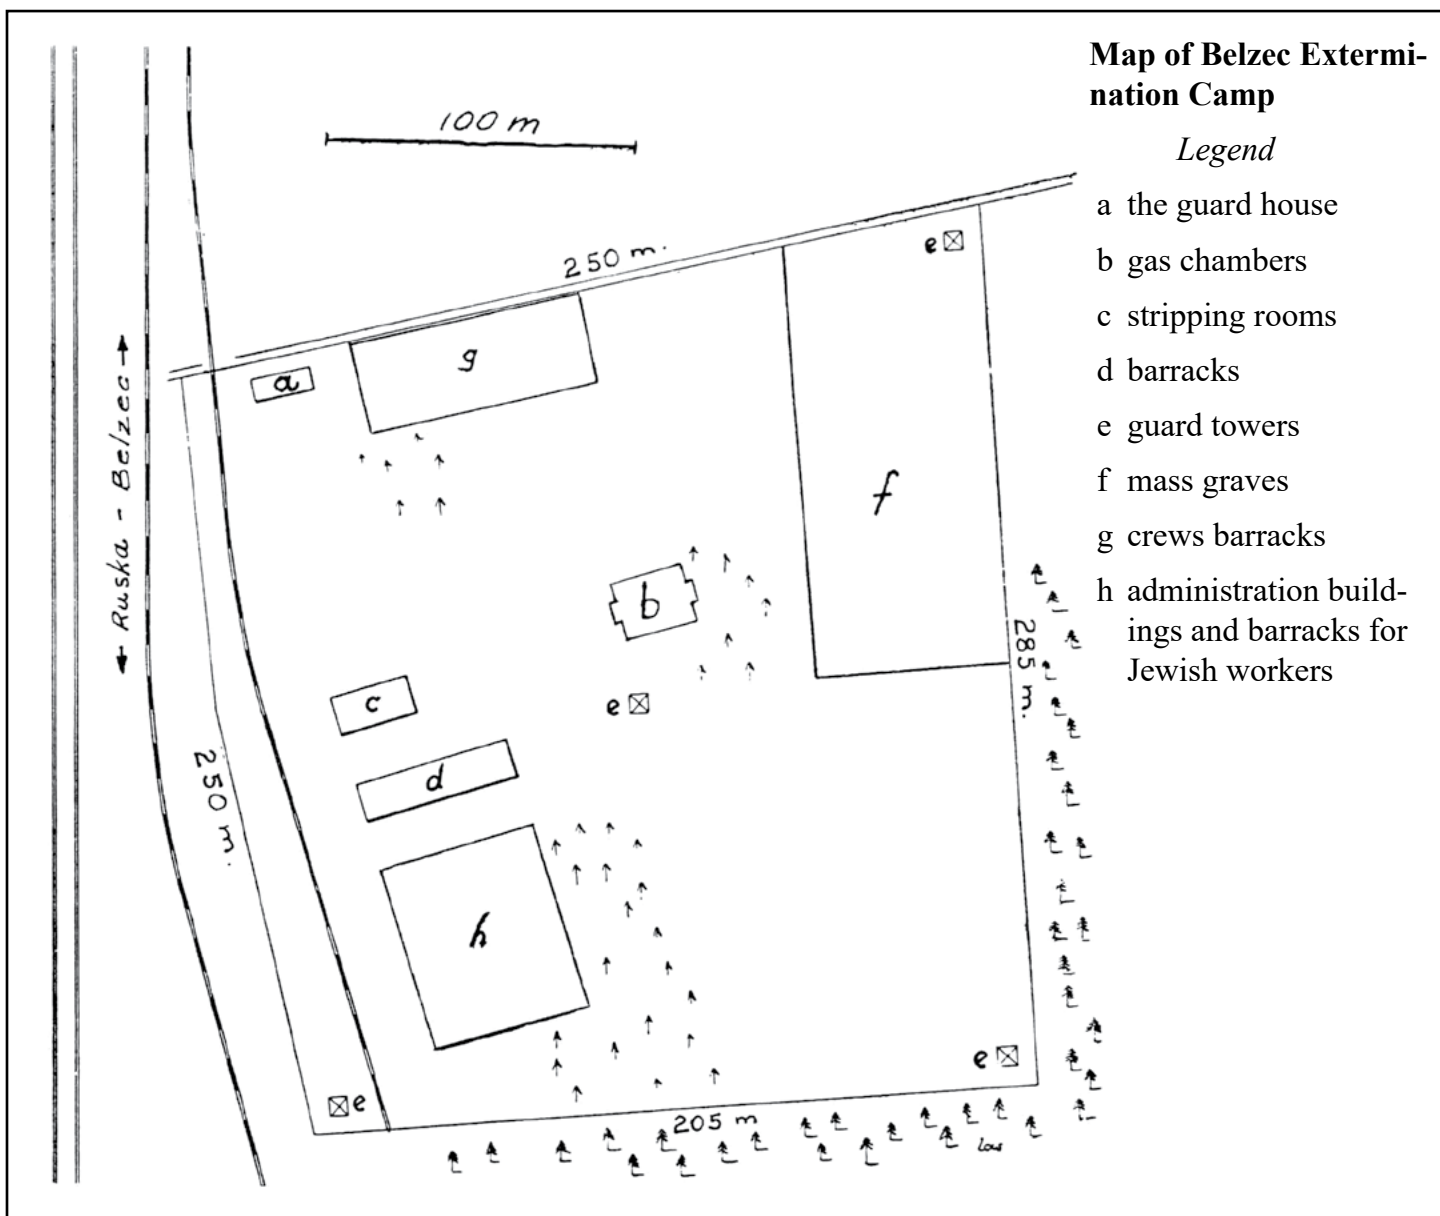 Map of Belzec Extermi-
nation Camp
Legend
a the guard house
b gas chambers
c stripping rooms
d barracks
e guard towers
f mass graves
g crews barracks
h administration build-
ings and barracks for
Jewish workers
100 m
250 m.
e
g
a
Ruska - Belzec
f
b
285 m.
c
e
d
250 m.
h
e
e
205 m